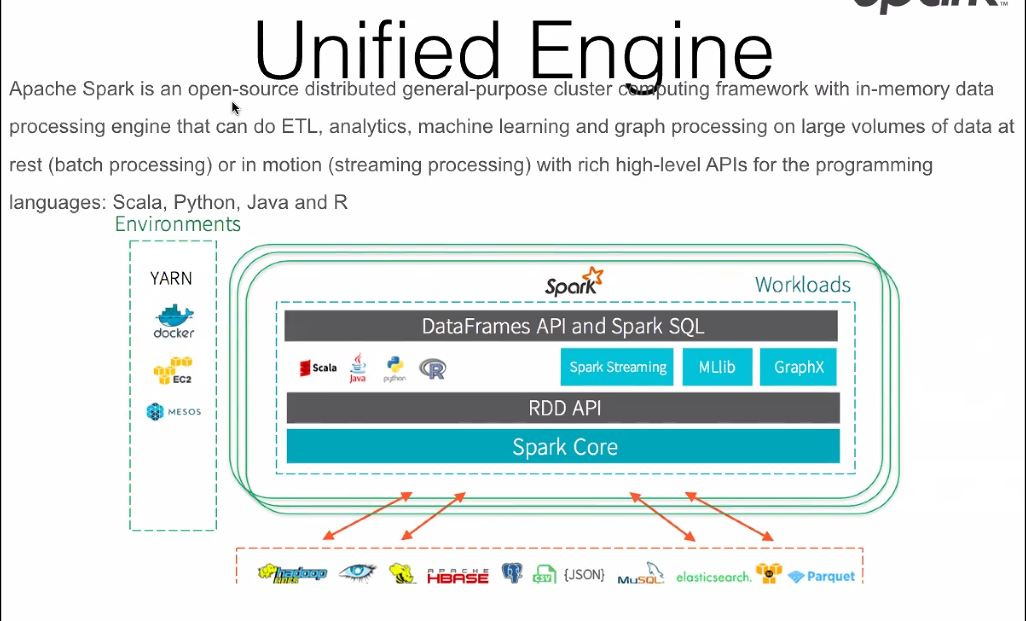 Spark™
Unified Engine
Apache Spark is an open-source distributed general-purpose cluster computing framework with in-memory data
processing engine that can do ETL, analytics, machine learning and graph processing on large volumes of data at
rest (batch processing) or in motion (streaming processing) with rich high-level APIs for the programming
languages: Scala, Python, Java and R
Environments
YARN
docker
EC2
MESOS
Spark
Workloads
DataFrames API and Spark SQL
Scala Java python R Spark Streaming MLlib GraphX
RDD API
Spark Core
hadoop APACHE HBASE CSV {JSON} MySQL elasticsearch. Parquet